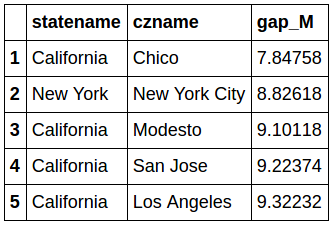 statename czname gap_M
1 California Chico 7.84758
2 New York New York City 8.82618
3 California Modesto 9.10118
4 California San Jose 9.22374
5 California Los Angeles 9.32232